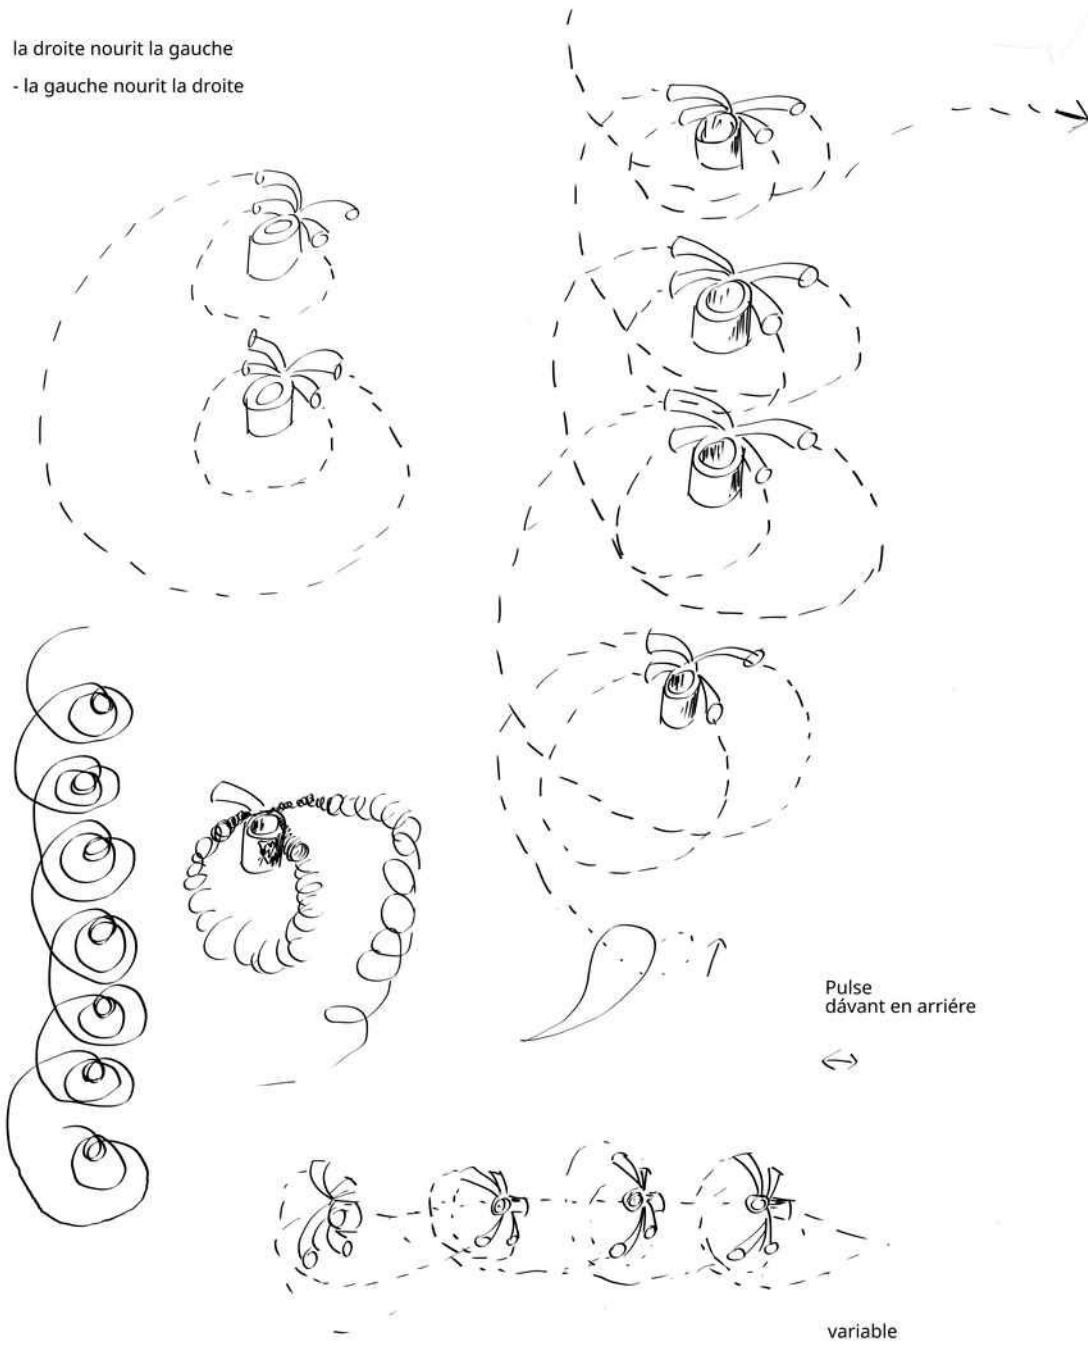 la droite nourit la gauche
- la gauche nourit la droite
Pulse
dávant en arriére
variable